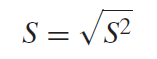 S = √S²